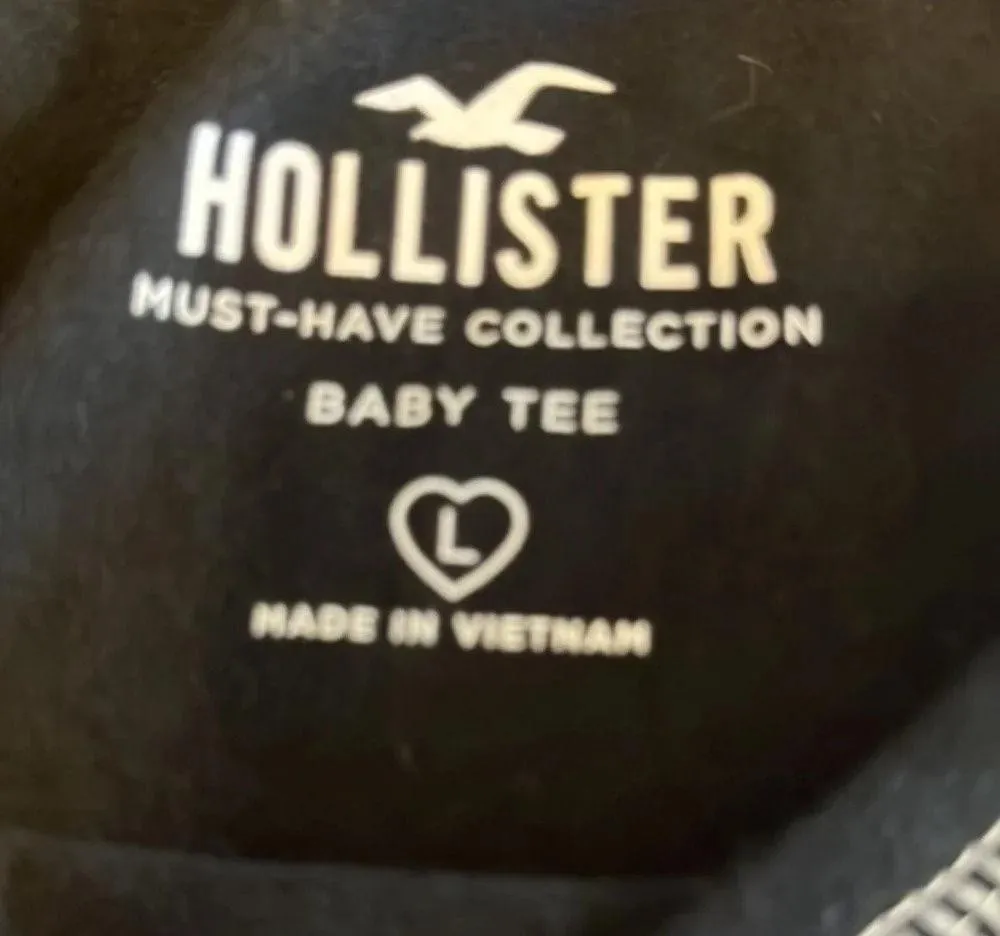 HOLLISTER
MUST-HAVE COLLECTION
BABY TEE
L
MADE IN VIETNAM